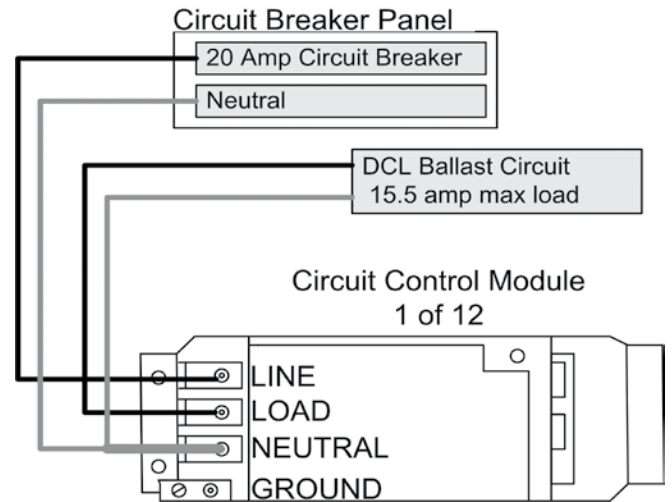 Circuit Breaker Panel
20 Amp Circuit Breaker
Neutral
DCL Ballast Circuit
15.5 amp max load
Circuit Control Module
1 of 12
LINE
LOAD
NEUTRAL
GROUND